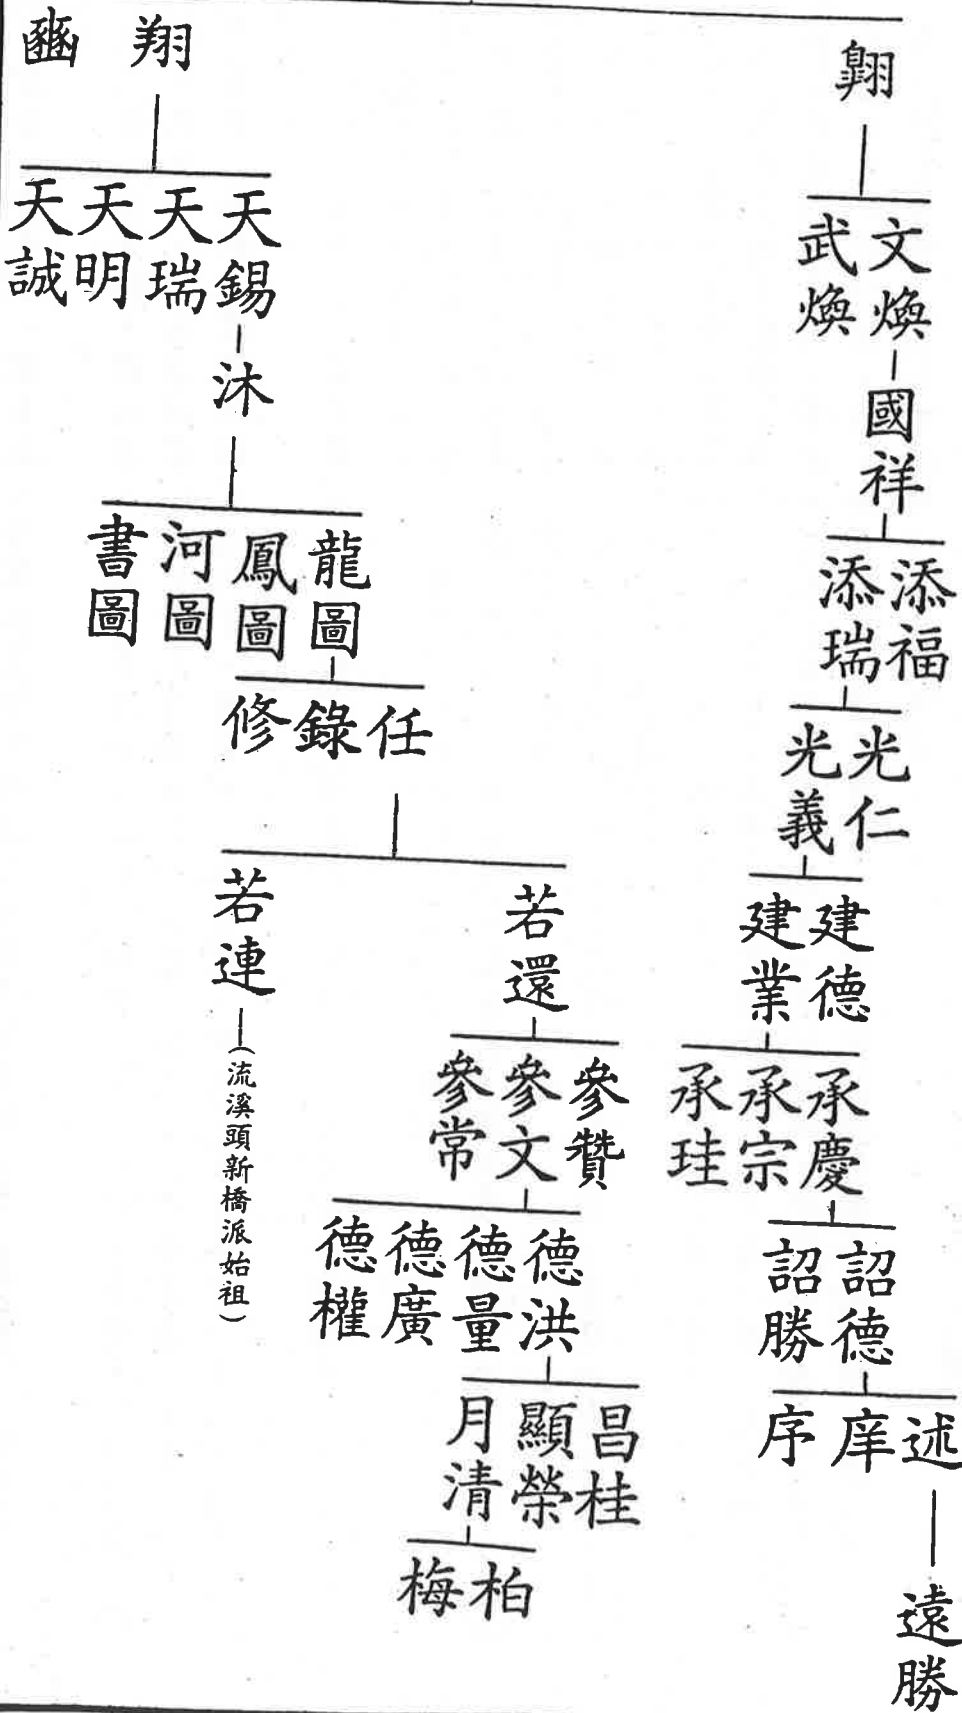 翺
文煥
武煥
國祥
添福
添瑞
光仁
光義
建德
建業
承慶
承宗
承珪
詔德
詔勝
述
庠
序
遠勝
翔
天錫
天瑞
天明
天誠
沐
龍圖
鳳圖
河圖
書圖
任
錄
修
若還
若連
(流溪頭新橋派始祖)
參贊
參文
參常
德洪
德量
德廣
德權
昌桂
顯榮
月清
柏
梅
豳